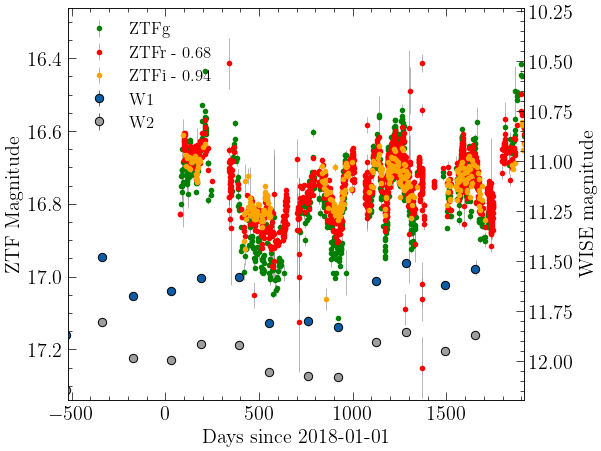 ZTFg
ZTFr - 0.68
ZTFi - 0.94
W1
W2
16.4
16.6
16.8
17.0
17.2
ZTF Magnitude
10.25
10.50
10.75
11.00
11.25
11.50
11.75
12.00
WISE magnitude
−500
0
500
1000
1500
Days since 2018-01-01